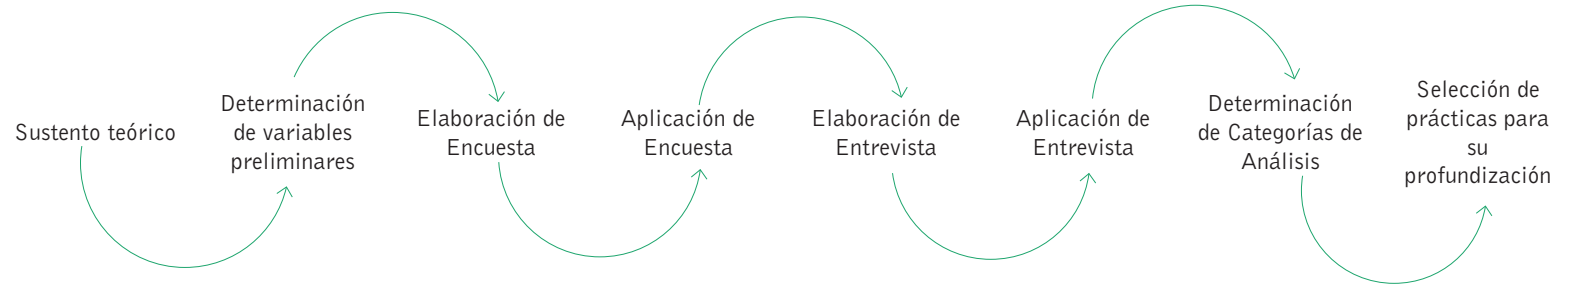 Sustento teórico
Determinación
de variables
preliminares
Elaboración de
Encuesta
Aplicación de
Encuesta
Elaboración de
Entrevista
Aplicación de
Entrevista
Determinación
de Categorías de
Análisis
Selección de
prácticas para
su
profundización